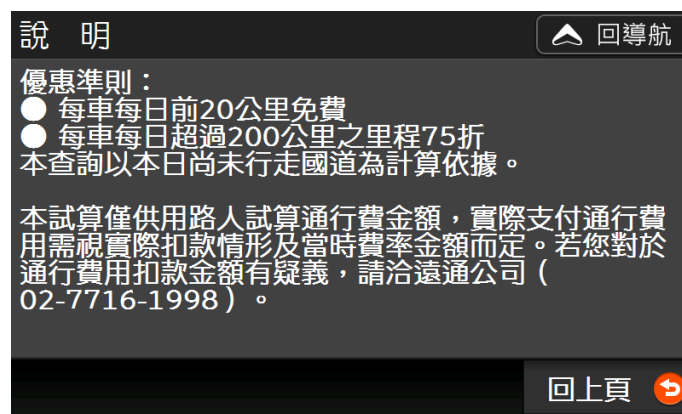 說 明
回導航
優惠準則：
● 每車每日前20公里免費
● 每車每日超過200公里之里程75折
本查詢以本日尚未行走國道為計算依據。
本試算僅供用路人試算通行費金額，實際支付通行費
用需視實際扣款情形及當時費率金額而定。若您對於
通行費用扣款金額有疑義，請洽遠通公司（
02-7716-1998）。
回上頁